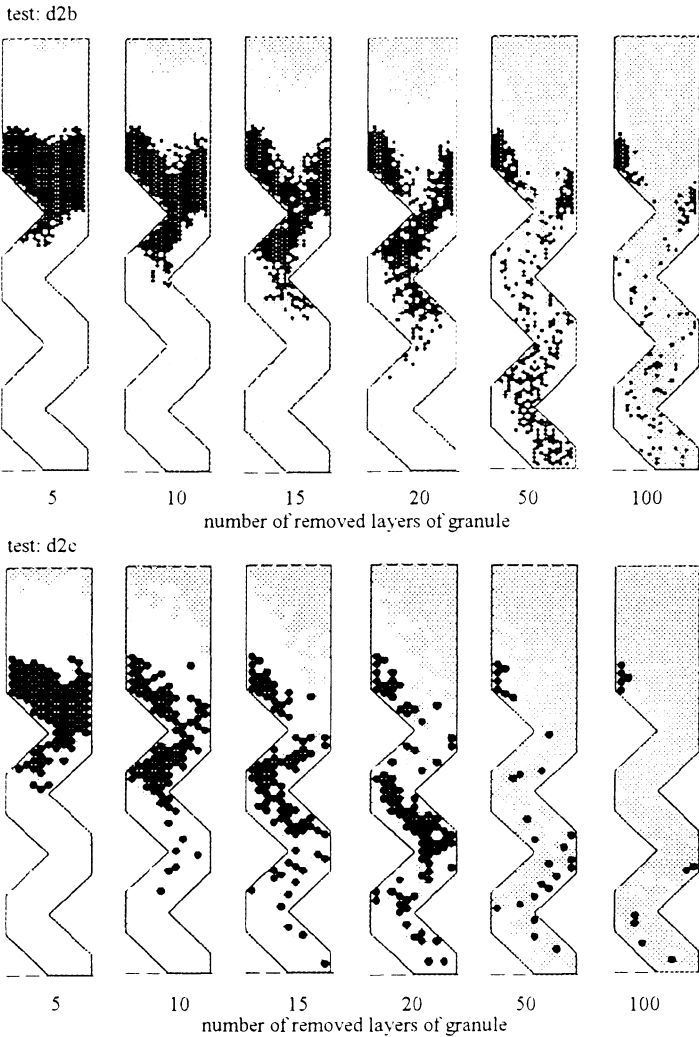 test: d2b
5 10 15 20 50 100
number of removed layers of granule
test: d2c
5 10 15 20 50 100
number of removed layers of granule